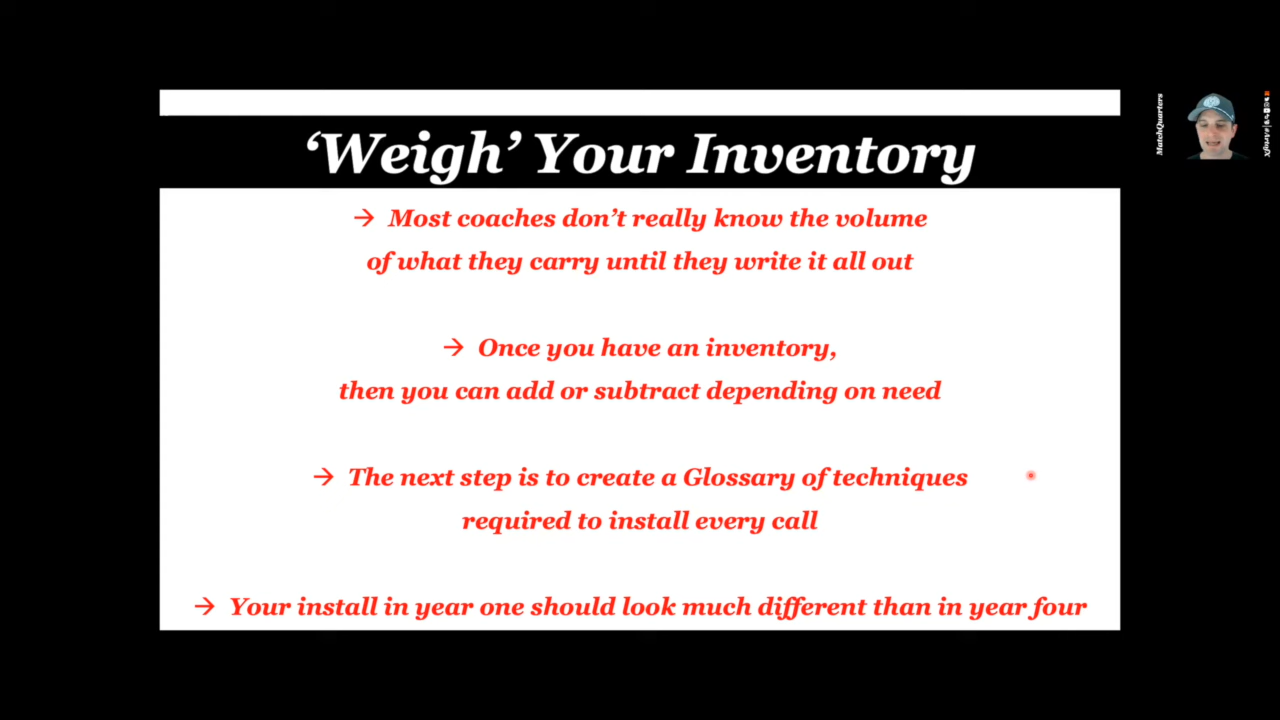 ‘Weigh’ Your Inventory
→ Most coaches don’t really know the volume
of what they carry until they write it all out
→ Once you have an inventory,
then you can add or subtract depending on need
→ The next step is to create a Glossary of techniques
required to install every call
→ Your install in year one should look much different than in year four
MatchQuarters